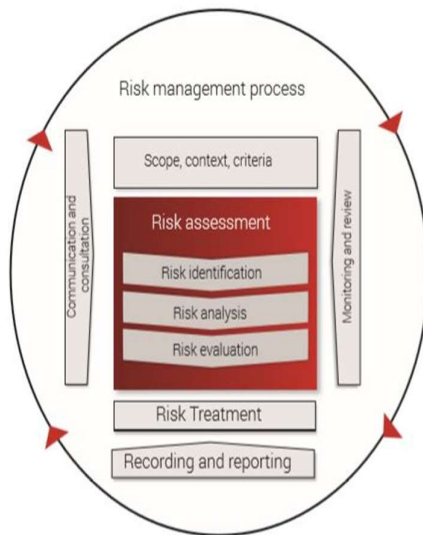 Risk management process
Scope, context, criteria
Communication and
consultation
Risk assessment
Risk identification
Risk analysis
Risk evaluation
Monitoring and review
Risk Treatment
Recording and reporting